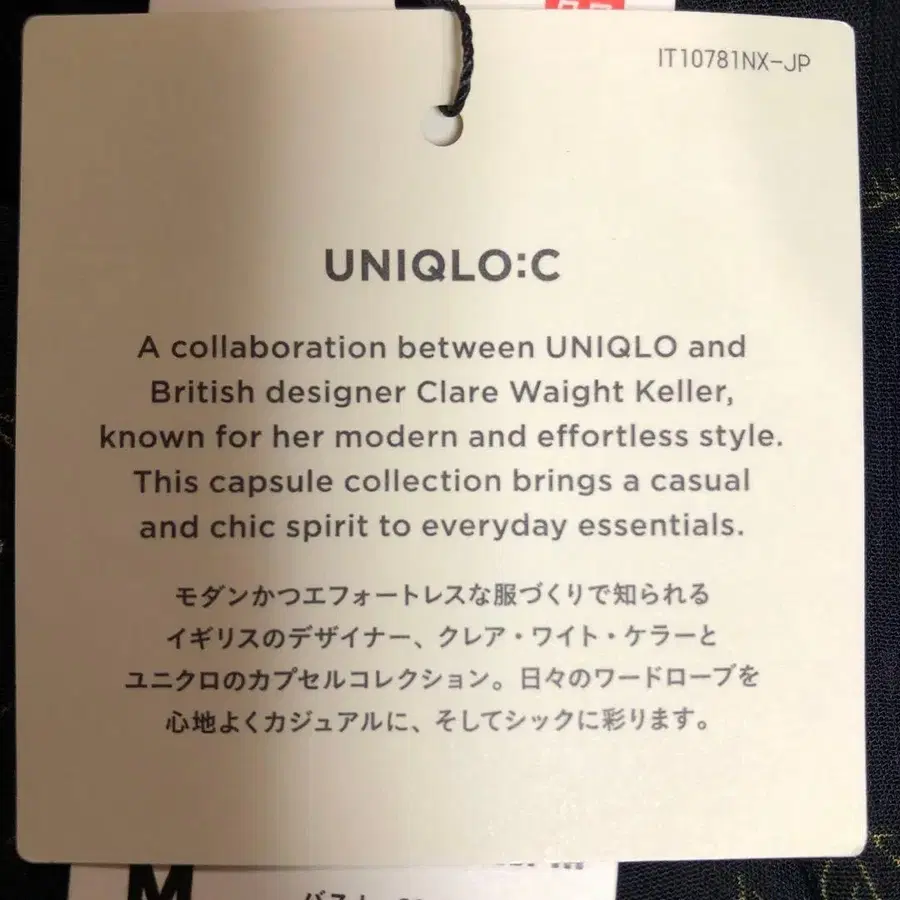 IT10781NX-JP
UNIQLO:C
A collaboration between UNIQLO and
British designer Clare Waight Keller,
known for her modern and effortless style.
This capsule collection brings a casual
and chic spirit to everyday essentials.
モダンかつエフォートレスな服づくりで知られる
イギリスのデザイナー、クレア・ワイト・ケラーと
ユニクロのカプセルコレクション。日々のワードローブを
心地よくカジュアルに、そしてシックに彩ります。
M